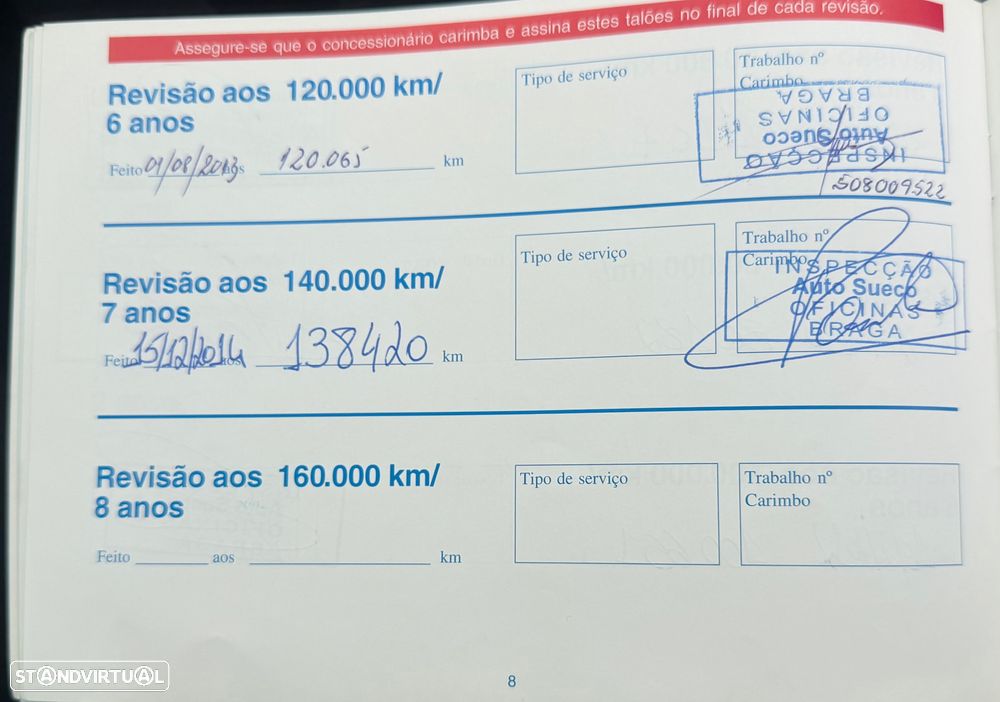 Assegure-se que o concessionário carimba e assina estes talões no final de cada revisão.
Revisão aos 120.000 km/
6 anos
Tipo de serviço
Trabalho nº
Carimbo
INSPECÇÃO
Auto Sueco
OFICINAS
BRAGA
Feito 01/08/2013 aos 120.065 km
508009522
Revisão aos 140.000 km/
7 anos
Tipo de serviço
Trabalho nº
Carimbo
INSPECÇÃO
Auto Sueco
OFICINAS
BRAGA
Feito 15/12/2014 aos 138420 km
Revisão aos 160.000 km/
8 anos
Tipo de serviço
Trabalho nº
Carimbo
Feito aos km
8
STANDVIRTUAL